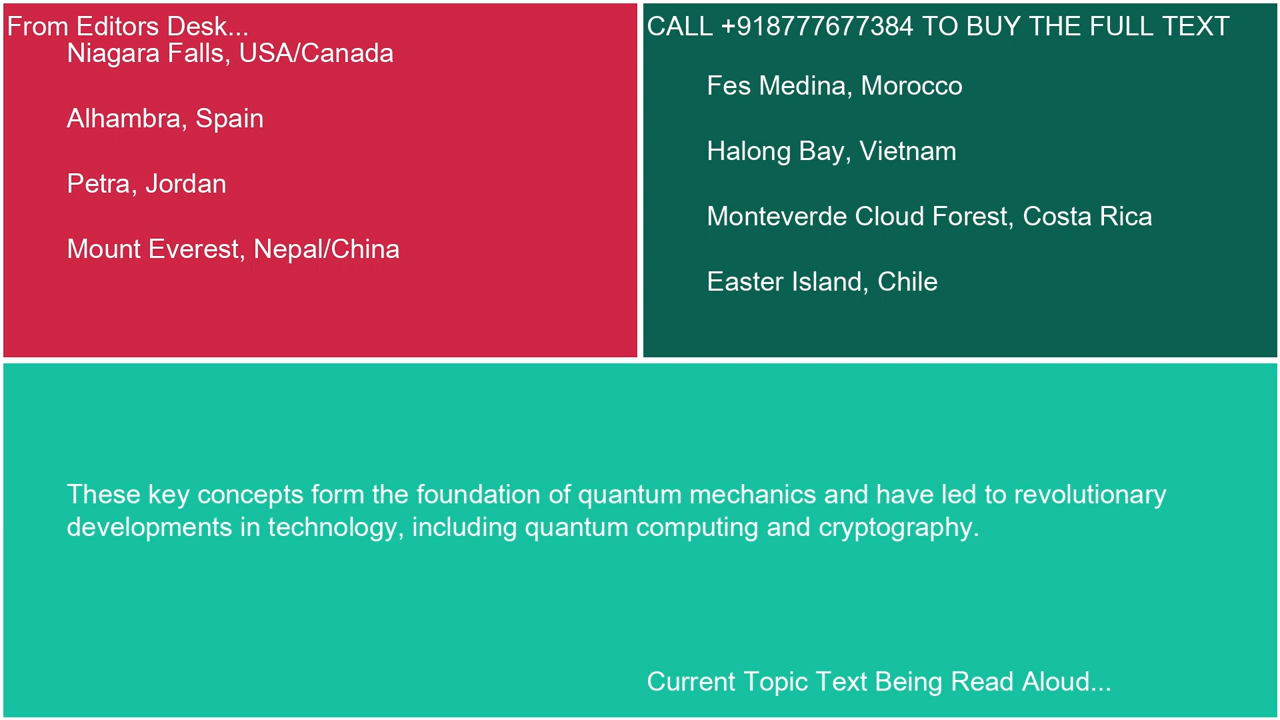 From Editors Desk...
Niagara Falls, USA/Canada
Alhambra, Spain
Petra, Jordan
Mount Everest, Nepal/China
CALL +918777677384 TO BUY THE FULL TEXT
Fes Medina, Morocco
Halong Bay, Vietnam
Monteverde Cloud Forest, Costa Rica
Easter Island, Chile
These key concepts form the foundation of quantum mechanics and have led to revolutionary
developments in technology, including quantum computing and cryptography.
Current Topic Text Being Read Aloud...